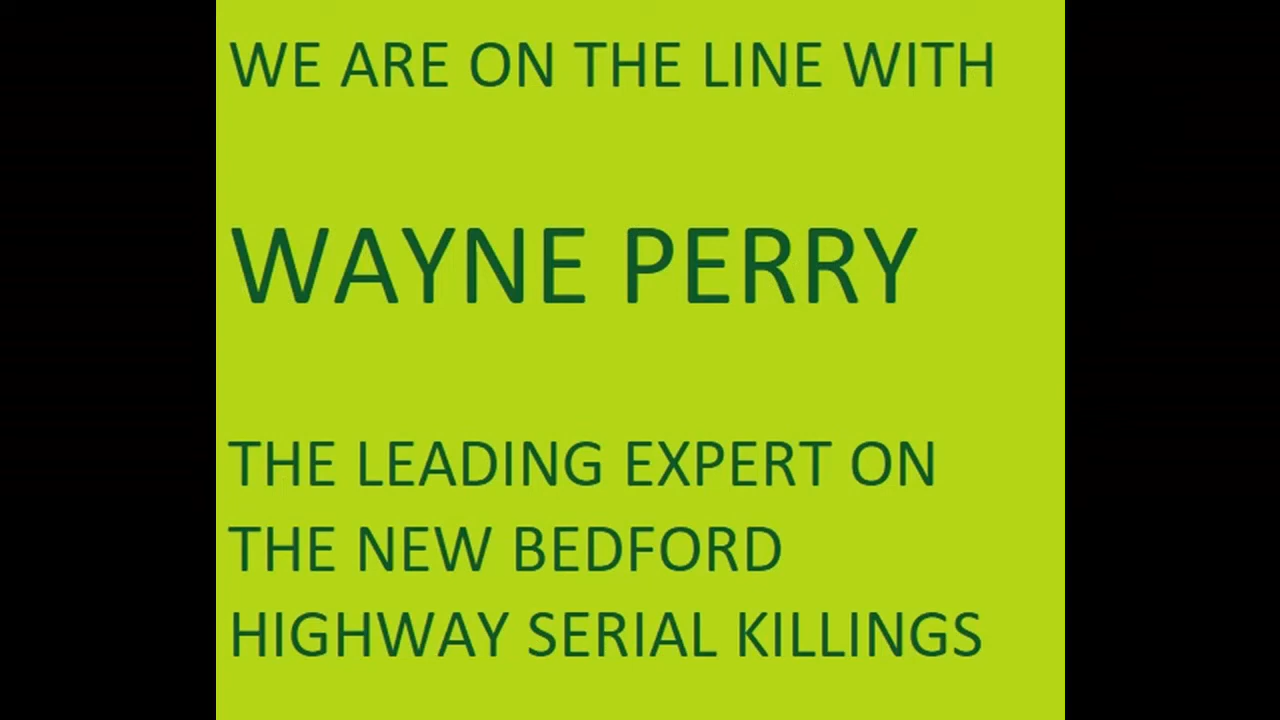 WE ARE ON THE LINE WITH
WAYNE PERRY
THE LEADING EXPERT ON
THE NEW BEDFORD
HIGHWAY SERIAL KILLINGS